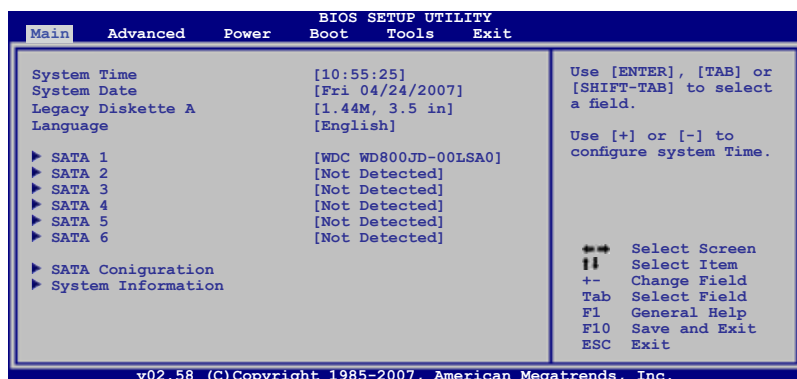 BIOS SETUP UTILITY
Main Advanced Power Boot Tools Exit
System Time [10:55:25]
System Date [Fri 04/24/2007]
Legacy Diskette A [1.44M, 3.5 in]
Language [English]
SATA 1 [WDC WD800JD-00LSA0]
SATA 2 [Not Detected]
SATA 3 [Not Detected]
SATA 4 [Not Detected]
SATA 5 [Not Detected]
SATA 6 [Not Detected]
SATA Coniguration
System Information
Use [ENTER], [TAB] or
[SHIFT-TAB] to select
a field.
Use [+] or [-] to
configure system Time.
Select Screen
Select Item
+- Change Field
Tab Select Field
F1 General Help
F10 Save and Exit
ESC Exit
v02.58 (C)Copyright 1985-2007, American Megatrends, Inc.